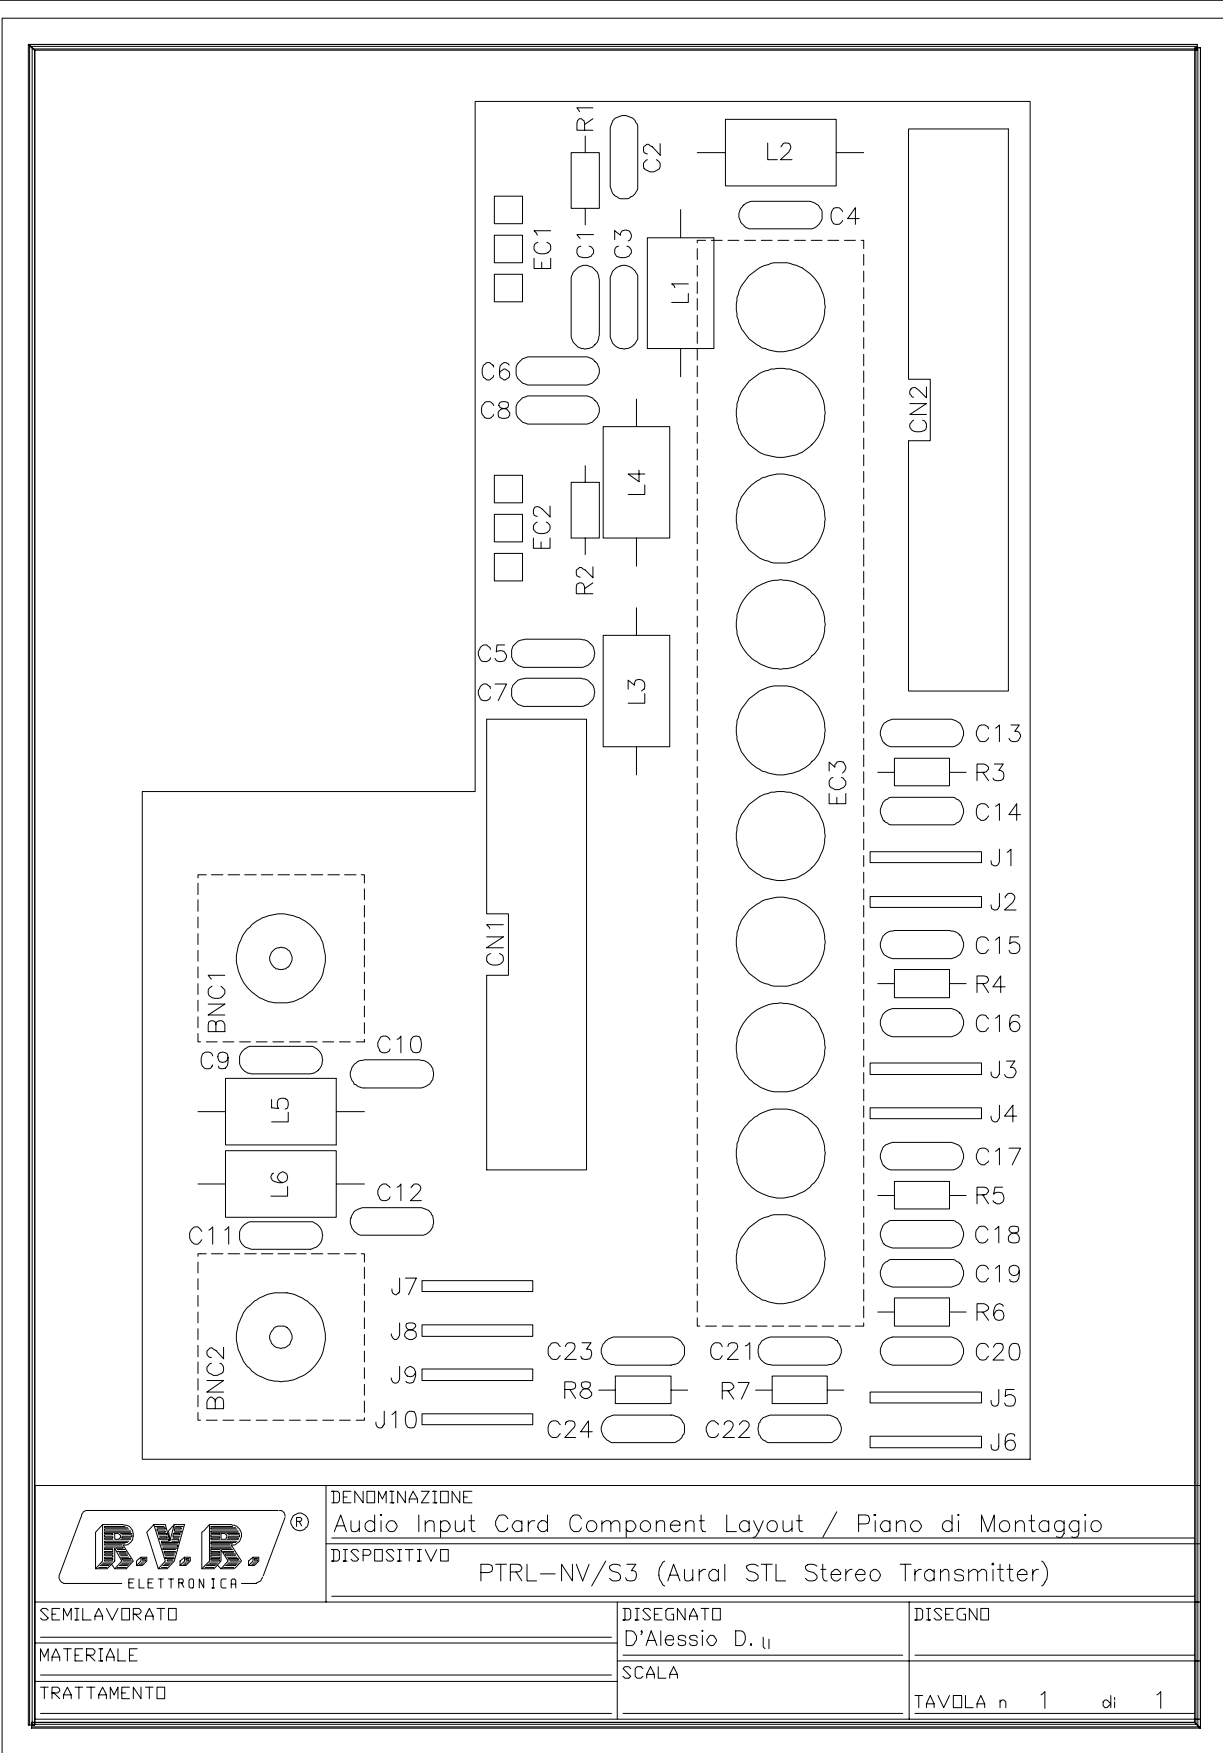 R1
C2
L2
C4
EC1
C1
C3
L1
C6
C8
CN2
L4
EC2
R2
C5
C7
L3
C13
R3
EC3
C14
J1
J2
CN1
C15
BNC1
R4
C16
C9
C10
J3
L5
J4
C17
L6
C12
R5
C11
C18
C19
J7
R6
J8
C23
C21
C20
BNC2
J9
R8
R7
J5
J10
C24
C22
J6
R.V.R.®
ELETTRONICA
DENOMINAZIONE
Audio Input Card Component Layout / Piano di Montaggio
DISPOSITIVO
PTRL-NV/S3 (Aural STL Stereo Transmitter)
SEMILAVORATO
DISEGNATO
DISEGNO
D'Alessio D.
MATERIALE
SCALA
TRATTAMENTO
TAVOLA n 1 di 1